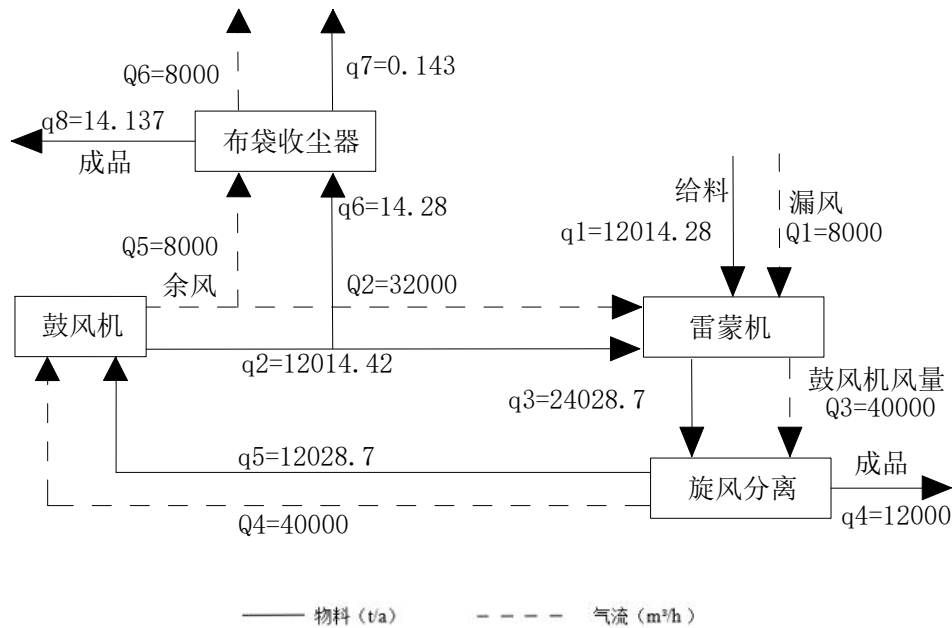 Q6=8000
q7=0.143
q8=14.137
成品
布袋收尘器
q6=14.28
给料
漏风
q1=12014.28
Q1=8000
Q5=8000
余风
Q2=32000
鼓风机
雷蒙机
q2=12014.42
鼓风机风量
q3=24028.7
Q3=40000
q5=12028.7
成品
旋风分离
Q4=40000
q4=12000
物料（t/a）
气流（m³/h）